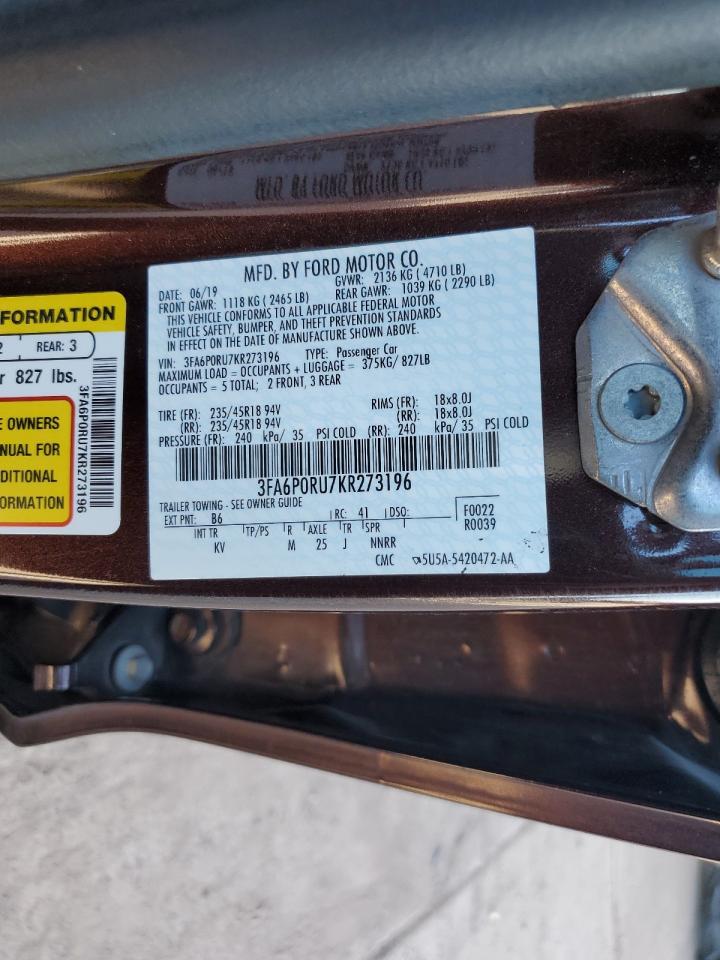 MFD. BY FORD MOTOR CO.
DATE: 06/19 GVWR: 2136 KG ( 4710 LB)
FRONT GAWR: 1118 KG ( 2465 LB) REAR GAWR: 1039 KG ( 2290 LB)
THIS VEHICLE CONFORMS TO ALL APPLICABLE FEDERAL MOTOR
VEHICLE SAFETY, BUMPER, AND THEFT PREVENTION STANDARDS
IN EFFECT ON THE DATE OF MANUFACTURE SHOWN ABOVE.
VIN: 3FA6P0RU7KR273196 TYPE: Passenger Car
MAXIMUM LOAD = OCCUPANTS + LUGGAGE = 375KG/ 827LB
OCCUPANTS = 5 TOTAL; 2 FRONT, 3 REAR
TIRE (FR): 235/45R18 94V RIMS (FR): 18x8.0J
(RR): 235/45R18 94V (RR): 18x8.0J
PRESSURE (FR): 240 kPa/ 35 PSI COLD (RR): 240 kPa/ 35 PSI COLD
3FA6P0RU7KR273196
TRAILER TOWING - SEE OWNER GUIDE
EXT PNT: B6 RC: 41 DSO: F0022
INT TR TP/PS R AXLE TR SPR R0039
KV M 25 J NNRR
CMC 5U5A-5420472-AA
FORMATION
2 REAR: 3
827 lbs.
OWNERS
MANUAL FOR
DDITIONAL
FORMATION
3FA6P0RU7KR273196